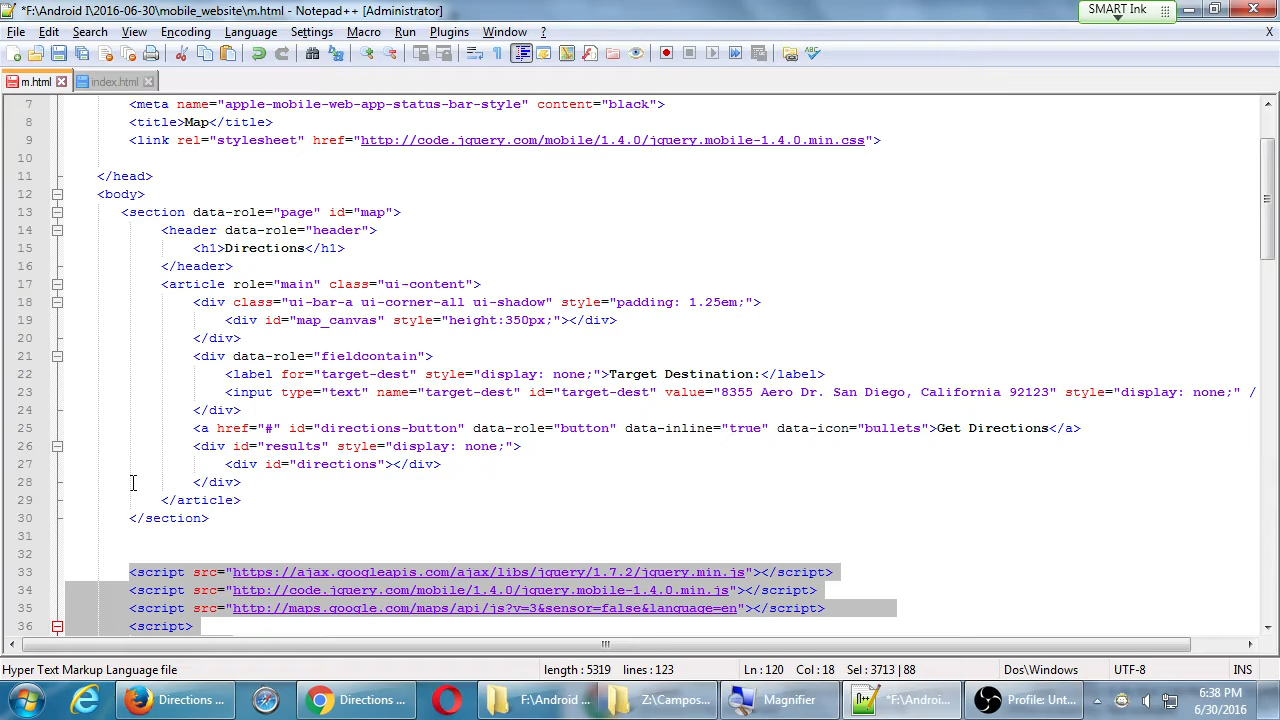 *F:\Android I\2016-06-30\mobile_website\m.html - Notepad++ [Administrator]
SMART Ink
File Edit Search View Encoding Language Settings Macro Run Plugins Window ? X
m.html index.html
7 <meta name="apple-mobile-web-app-status-bar-style" content="black">
8 <title>Map</title>
9 <link rel="stylesheet" href="http://code.jquery.com/mobile/1.4.0/jquery.mobile-1.4.0.min.css">
10
11 </head>
12 <body>
13 <section data-role="page" id="map">
14 <header data-role="header">
15 <h1>Directions</h1>
16 </header>
17 <article role="main" class="ui-content">
18 <div class="ui-bar-a ui-corner-all ui-shadow" style="padding: 1.25em;">
19 <div id="map_canvas" style="height:350px;"></div>
20 </div>
21 <div data-role="fieldcontain">
22 <label for="target-dest" style="display: none;">Target Destination:</label>
23 <input type="text" name="target-dest" id="target-dest" value="8355 Aero Dr. San Diego, California 92123" style="display: none;" /
24 </div>
25 <a href="#" id="directions-button" data-role="button" data-inline="true" data-icon="bullets">Get Directions</a>
26 <div id="results" style="display: none;">
27 <div id="directions"></div>
28 </div>
29 </article>
30 </section>
31
32
33 <script src="https://ajax.googleapis.com/ajax/libs/jquery/1.7.2/jquery.min.js"></script>
34 <script src="http://code.jquery.com/mobile/1.4.0/jquery.mobile-1.4.0.min.js"></script>
35 <script src="http://maps.google.com/maps/api/js?v=3&sensor=false&language=en"></script>
36 <script>
Hyper Text Markup Language file length : 5319 lines : 123 Ln : 120 Col : 18 Sel : 3713 | 88 Dos\Windows UTF-8 INS
Directions ... Directions ... F:\Android ... Z:\Campos... Magnifier *F:\Androi... Profile: Unt... 6:38 PM
6/30/2016